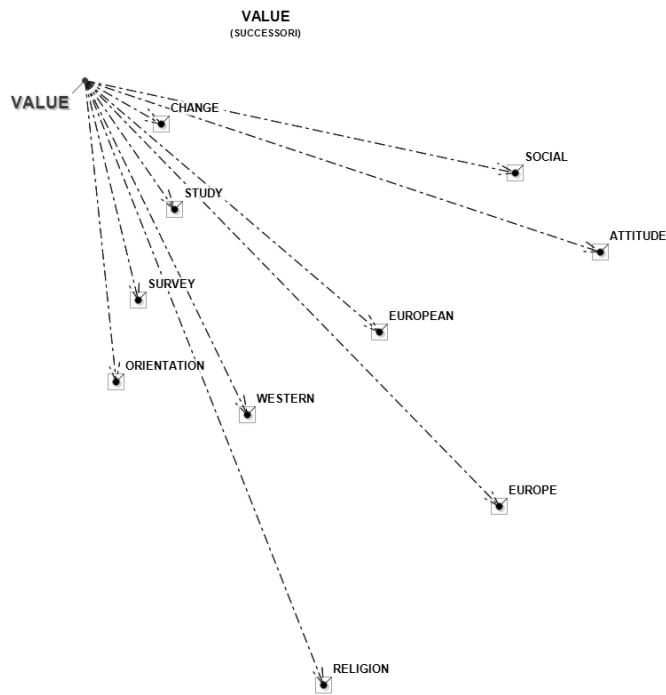 VALUE
(SUCCESSORI)
VALUE
CHANGE
SOCIAL
STUDY
ATTITUDE
SURVEY
EUROPEAN
ORIENTATION
WESTERN
EUROPE
RELIGION